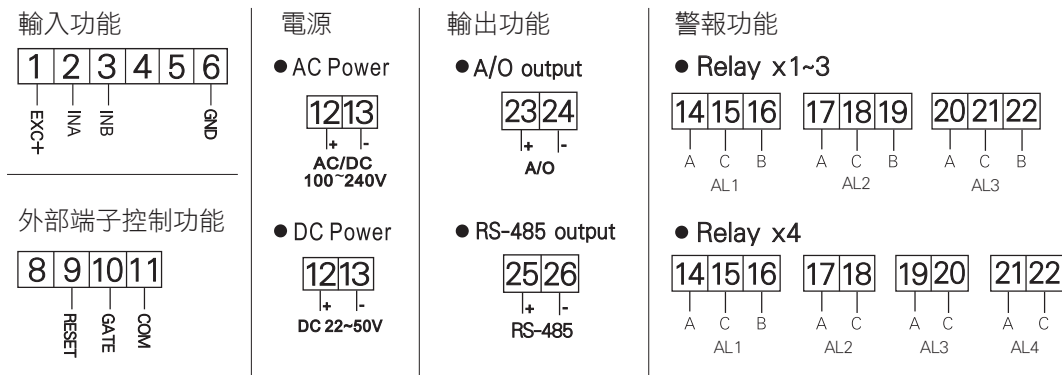 輸入功能
1 2 3 4 5 6
EXC+ INA INB GND
外部端子控制功能
8 9 10 11
RESET GATE COM
電源
● AC Power
12 13
+ -
AC/DC
100~240V
● DC Power
12 13
+ -
DC 22~50V
輸出功能
● A/O output
23 24
+ -
A/O
● RS-485 output
25 26
+ -
RS-485
警報功能
● Relay x1~3
14 15 16 17 18 19 20 21 22
A C B A C B A C B
AL1 AL2 AL3
● Relay x4
14 15 16 17 18 19 20 21 22
A C B A C A C A C
AL1 AL2 AL3 AL4